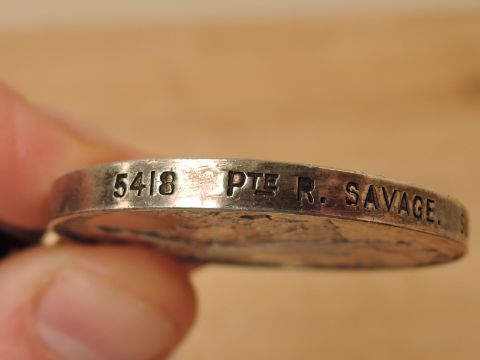 5418 PTE R. SAVAGE.